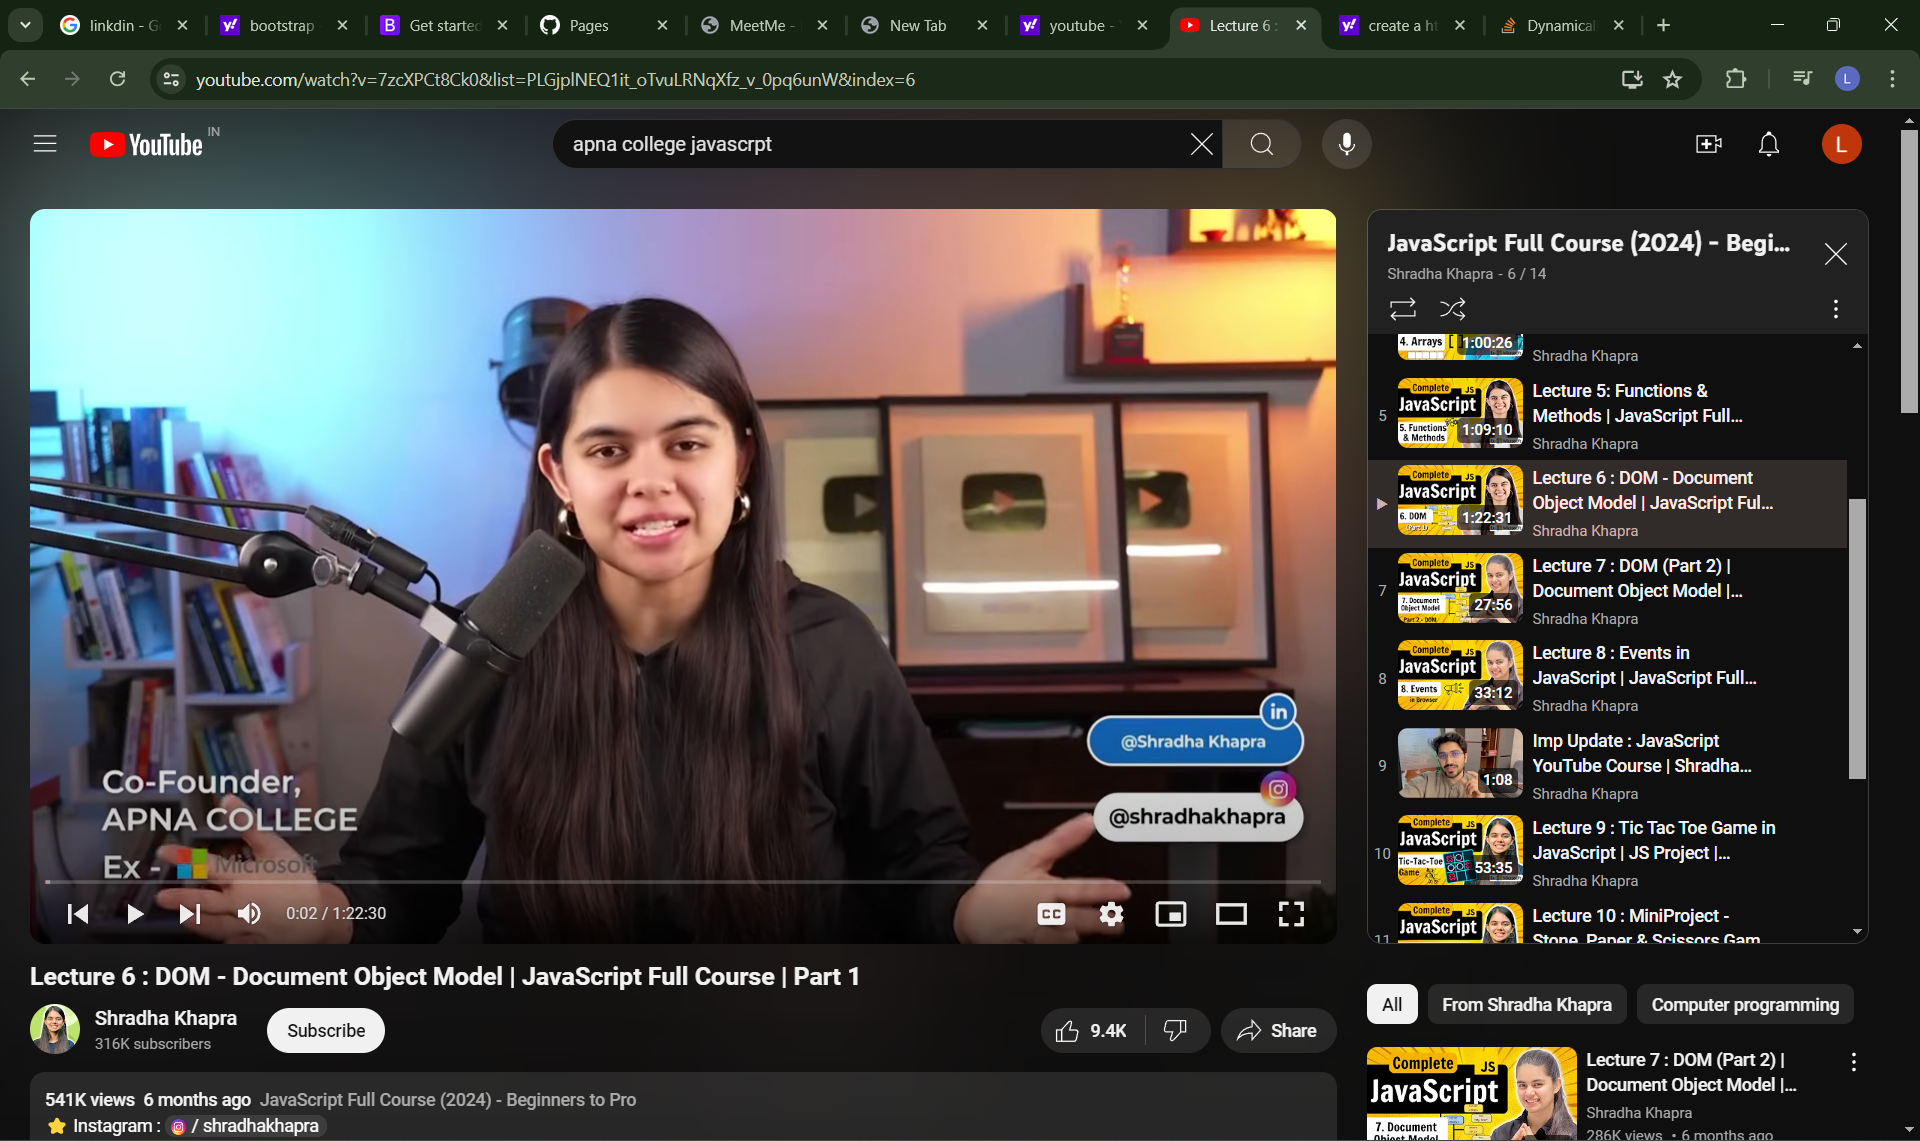 linkdin - G
bootstrap
Get started
Pages
MeetMe -
New Tab
youtube -
Lecture 6 :
create a ht
Dynamical
youtube.com/watch?v=7zcXPCt8Ck0&list=PLGjplNEQ1it_oTvuLRNqXfz_v_0pq6unW&index=6
L
YouTube IN
apna college javascrpt
L
Co-Founder,
APNA COLLEGE
Ex - Microsoft
in
@Shradha Khapra
@shradhakhapra
0:02 / 1:22:30
CC
Lecture 6 : DOM - Document Object Model | JavaScript Full Course | Part 1
Shradha Khapra
316K subscribers
Subscribe
9.4K
Share
541K views 6 months ago JavaScript Full Course (2024) - Beginners to Pro
Instagram : / shradhakhapra
JavaScript Full Course (2024) - Begi...
Shradha Khapra - 6 / 14
4. Arrays [ ]
1:00:26
Shradha Khapra
5
Complete JS
JavaScript
5. Functions
& Methods
1:09:10
Lecture 5: Functions &
Methods | JavaScript Full...
Shradha Khapra
Complete JS
JavaScript
6. DOM
(Part 1)
1:22:31
Lecture 6 : DOM - Document
Object Model | JavaScript Ful...
Shradha Khapra
7
Complete JS
JavaScript
7. Document
Object Model
Part 2 - DOM
27:56
Lecture 7 : DOM (Part 2) |
Document Object Model |...
Shradha Khapra
8
Complete JS
JavaScript
8. Events
in Browser
33:12
Lecture 8 : Events in
JavaScript | JavaScript Full...
Shradha Khapra
9
1:08
Imp Update : JavaScript
YouTube Course | Shradha...
Shradha Khapra
10
Complete JS
JavaScript
Tic-Tac-Toe
Game
53:35
Lecture 9 : Tic Tac Toe Game in
JavaScript | JS Project |...
Shradha Khapra
11
Complete JS
JavaScript
Lecture 10 : MiniProject -
Stone, Paper & Scissors Gam
All
From Shradha Khapra
Computer programming
Complete JS
JavaScript
7. Document
Object Model
Lecture 7 : DOM (Part 2) |
Document Object Model |...
Shradha Khapra
286K views • 6 months ago